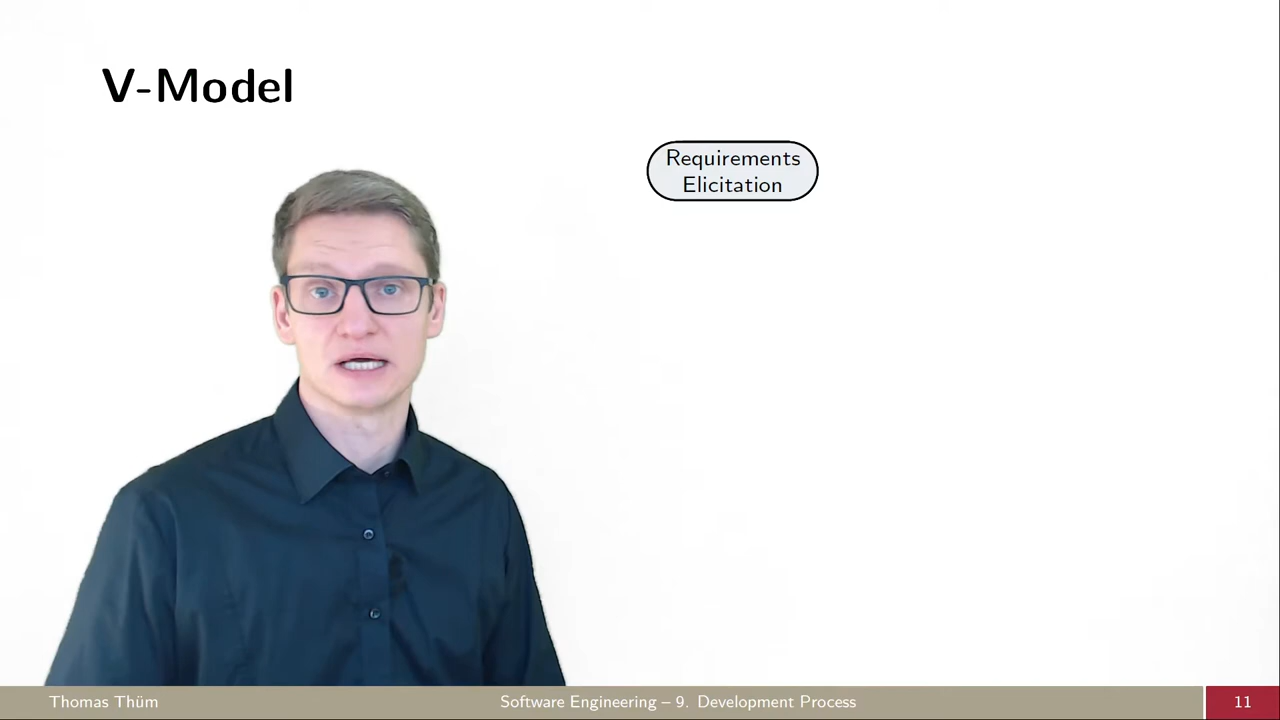 V-Model
Requirements
Elicitation
Thomas Thüm
Software Engineering – 9. Development Process
11